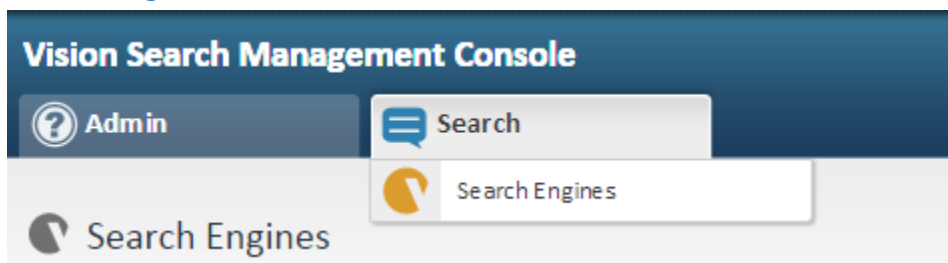 Vision Search Management Console
Admin
Search
Search Engines
Search Engines